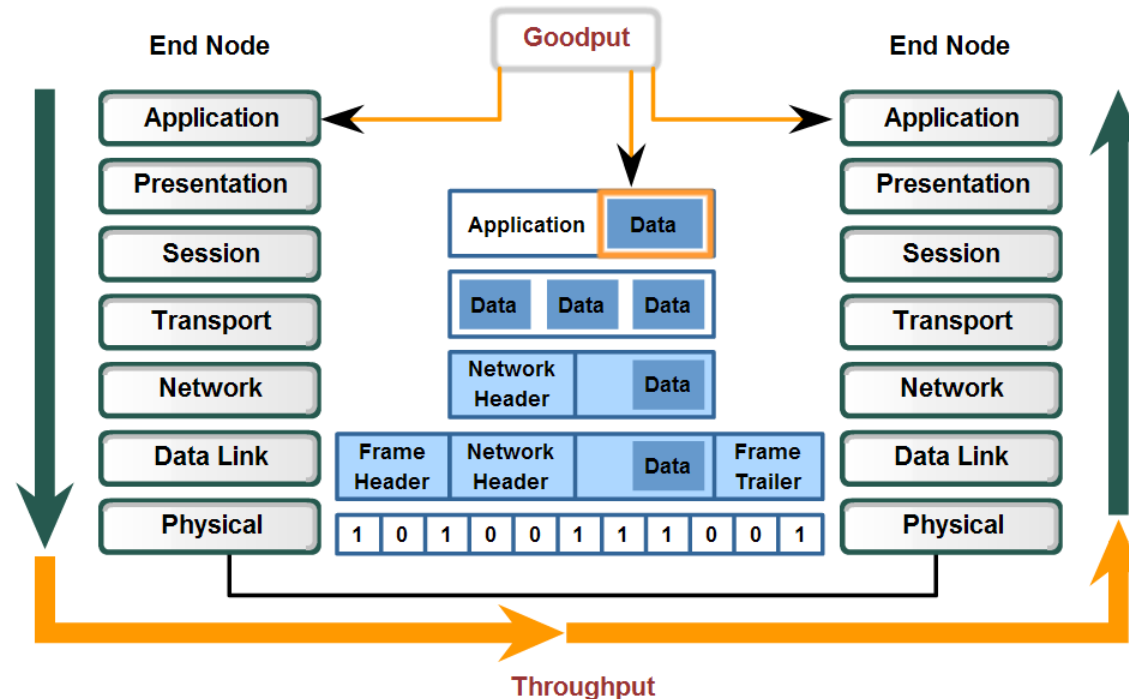 Goodput
End Node
End Node
Application
Application
Presentation
Presentation
Application Data
Session
Session
Data Data Data
Transport
Transport
Network
Header
Data
Network
Network
Frame
Header
Network
Header
Data
Frame
Trailer
Data Link
Data Link
Physical
Physical
1 0 1 0 0 1 1 1 0 0 1
Throughput